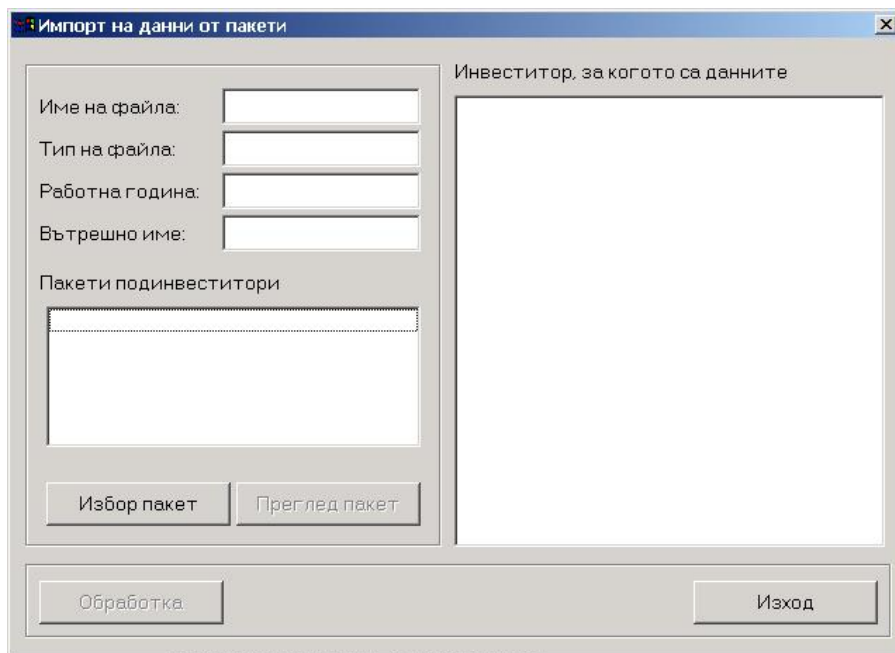 Импорт на данни от пакети
Име на файла:
Тип на файла:
Работна година:
Вътрешно име:
Пакети подинвеститори
Избор пакет
Преглед пакет
Инвеститор, за когото са данните
Обработка
Изход